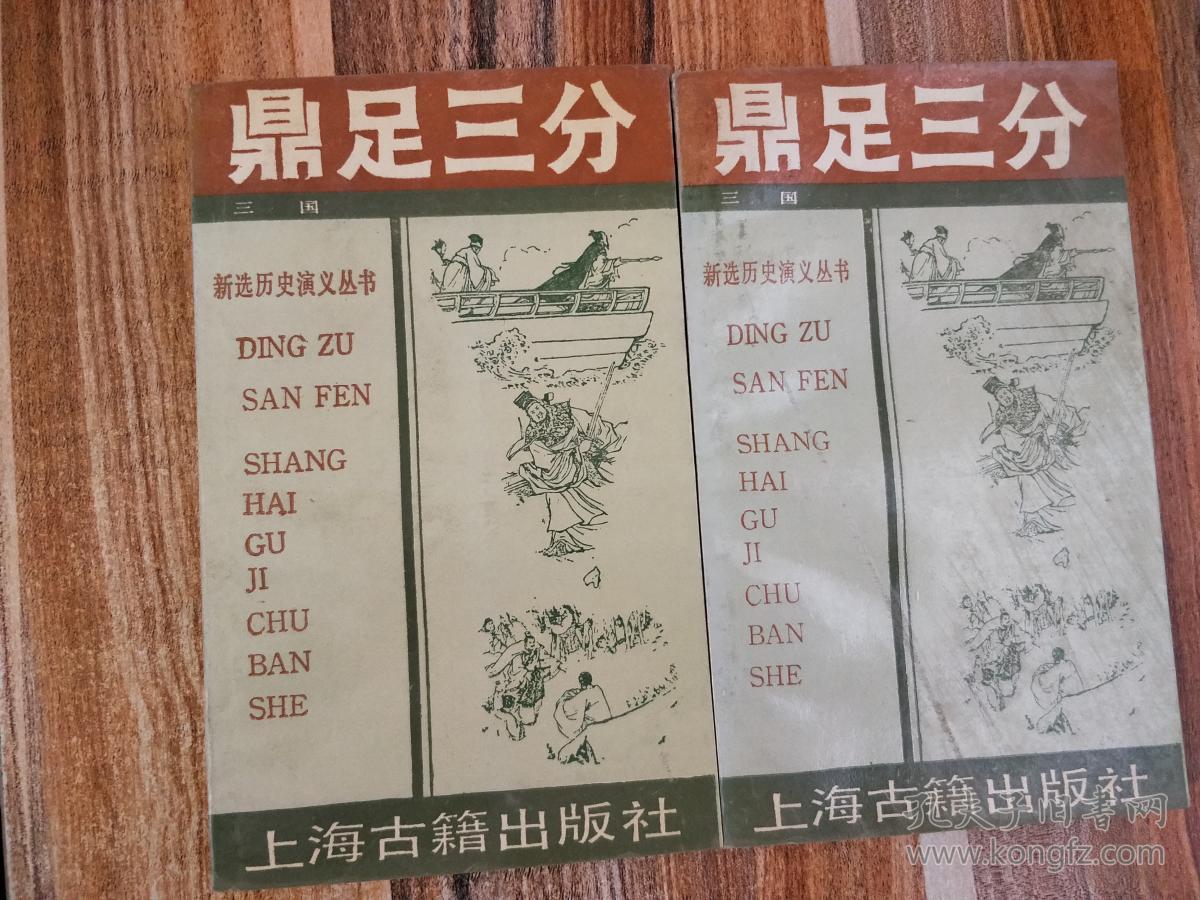 鼎足三分
三 国
新选历史演义丛书
DING ZU
SAN FEN
SHANG
HAI
GU
JI
CHU
BAN
SHE
上海古籍出版社
鼎足三分
三 国
新选历史演义丛书
DING ZU
SAN FEN
SHANG
HAI
GU
JI
CHU
BAN
SHE
上海古籍出版社
孔夫子旧书网
www.kongfz.com